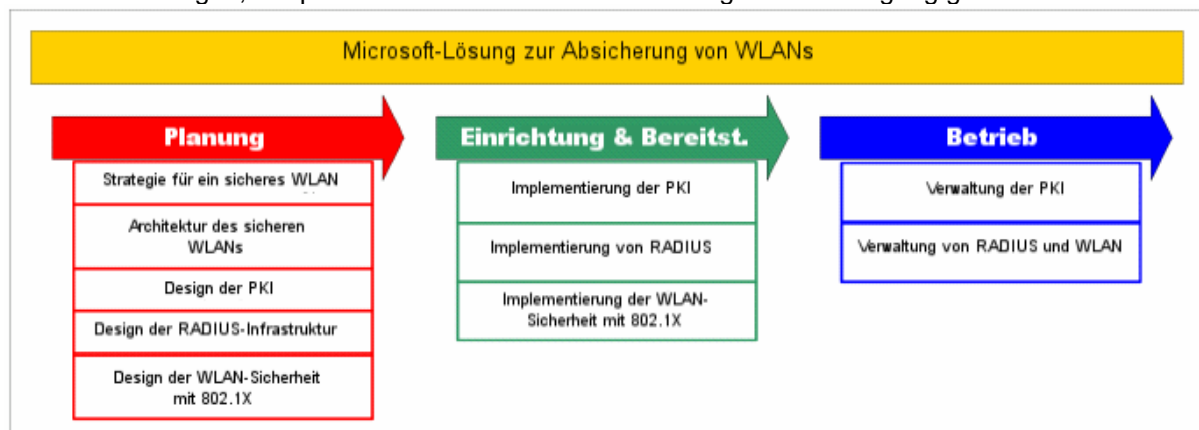 Microsoft-Lösung zur Absicherung von WLANs
Planung
Strategie für ein sicheres WLAN
Architektur des sicheren
WLANs
Design der PKI
Design der RADIUS-Infrastruktur
Design der WLAN-Sicherheit
mit 802.1X
Einrichtung & Bereitst.
Implementierung der PKI
Implementierung von RADIUS
Implementierung der WLAN-
Sicherheit mit 802.1X
Betrieb
Verwaltung der PKI
Verwaltung von RADIUS und WLAN